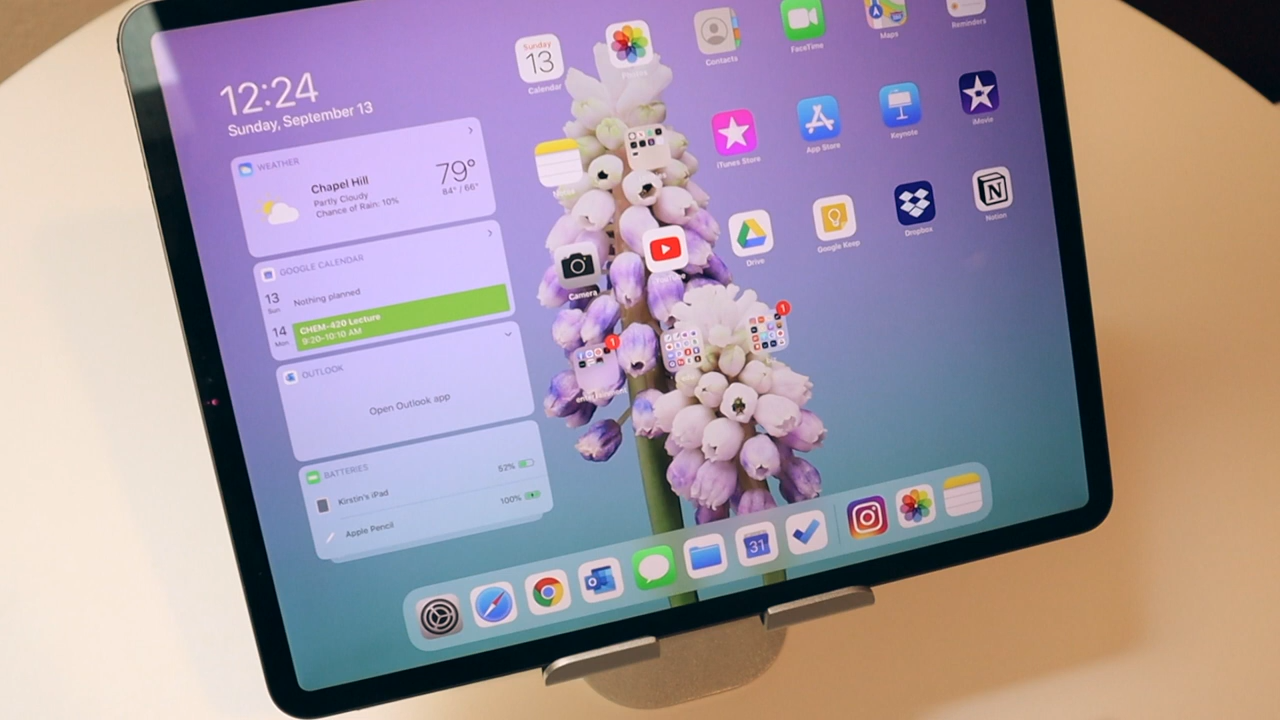 12:24
Sunday, September 13
WEATHER
Chapel Hill
Partly Cloudy
Chance of Rain: 10%
79°
84° / 66°
GOOGLE CALENDAR
13
Sun
Nothing planned
14
Mon
CHEM-420 Lecture
9:20-10:10 AM
OUTLOOK
Open Outlook app
BATTERIES
Kirstin's iPad
52%
Apple Pencil
100%
Sunday
13
Calendar
Photos
Contacts
FaceTime
Maps
Reminders
iTunes Store
App Store
Keynote
iMovie
Camera
YouTube
Drive
Google Keep
Dropbox
N
Notion
1
1
31